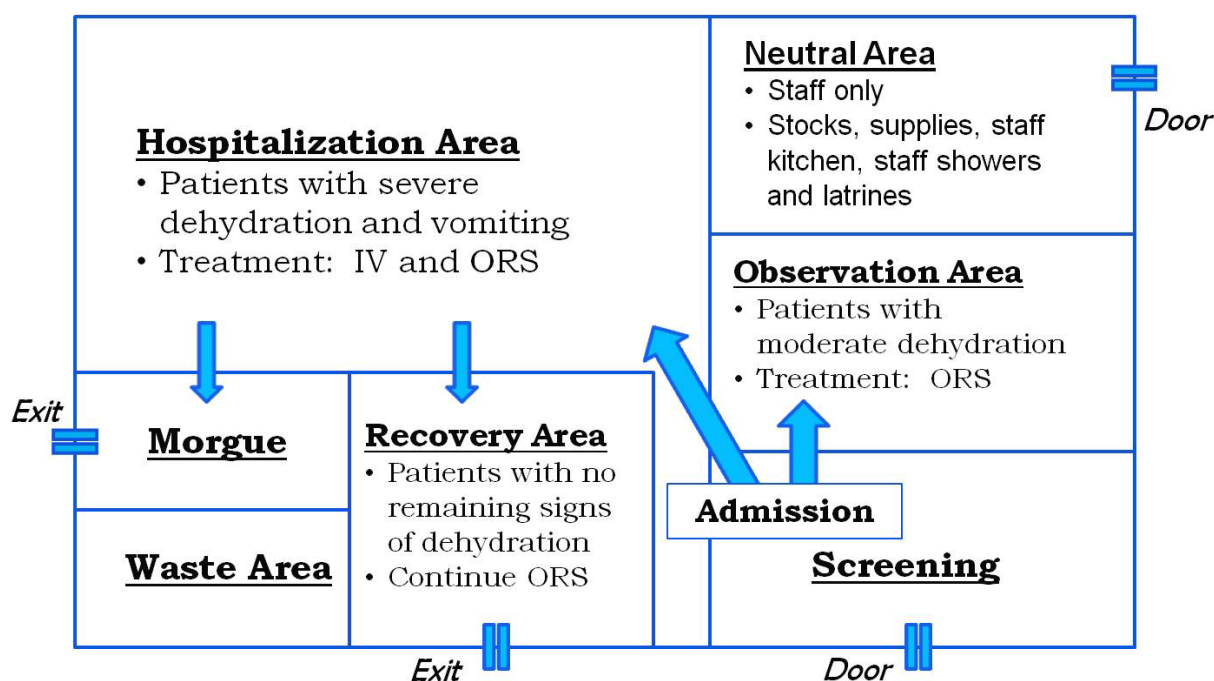 Hospitalization Area
• Patients with severe
dehydration and vomiting
• Treatment:  IV and ORS
Neutral Area
• Staff only
• Stocks, supplies, staff
kitchen, staff showers
and latrines
Door
Observation Area
• Patients with
moderate dehydration
• Treatment:  ORS
Exit
Morgue
Waste Area
Recovery Area
• Patients with no
remaining signs
of dehydration
• Continue ORS
Exit
Admission
Screening
Door